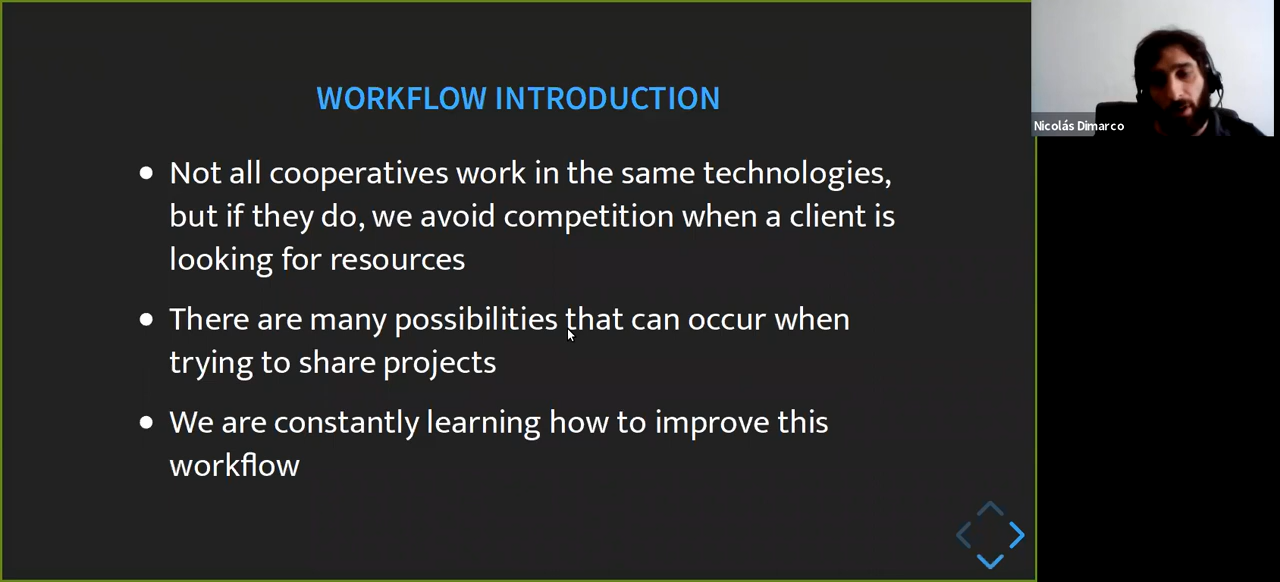 WORKFLOW INTRODUCTION
Not all cooperatives work in the same technologies,
but if they do, we avoid competition when a client is
looking for resources
There are many possibilities that can occur when
trying to share projects
We are constantly learning how to improve this
workflow
Nicolás Dimarco